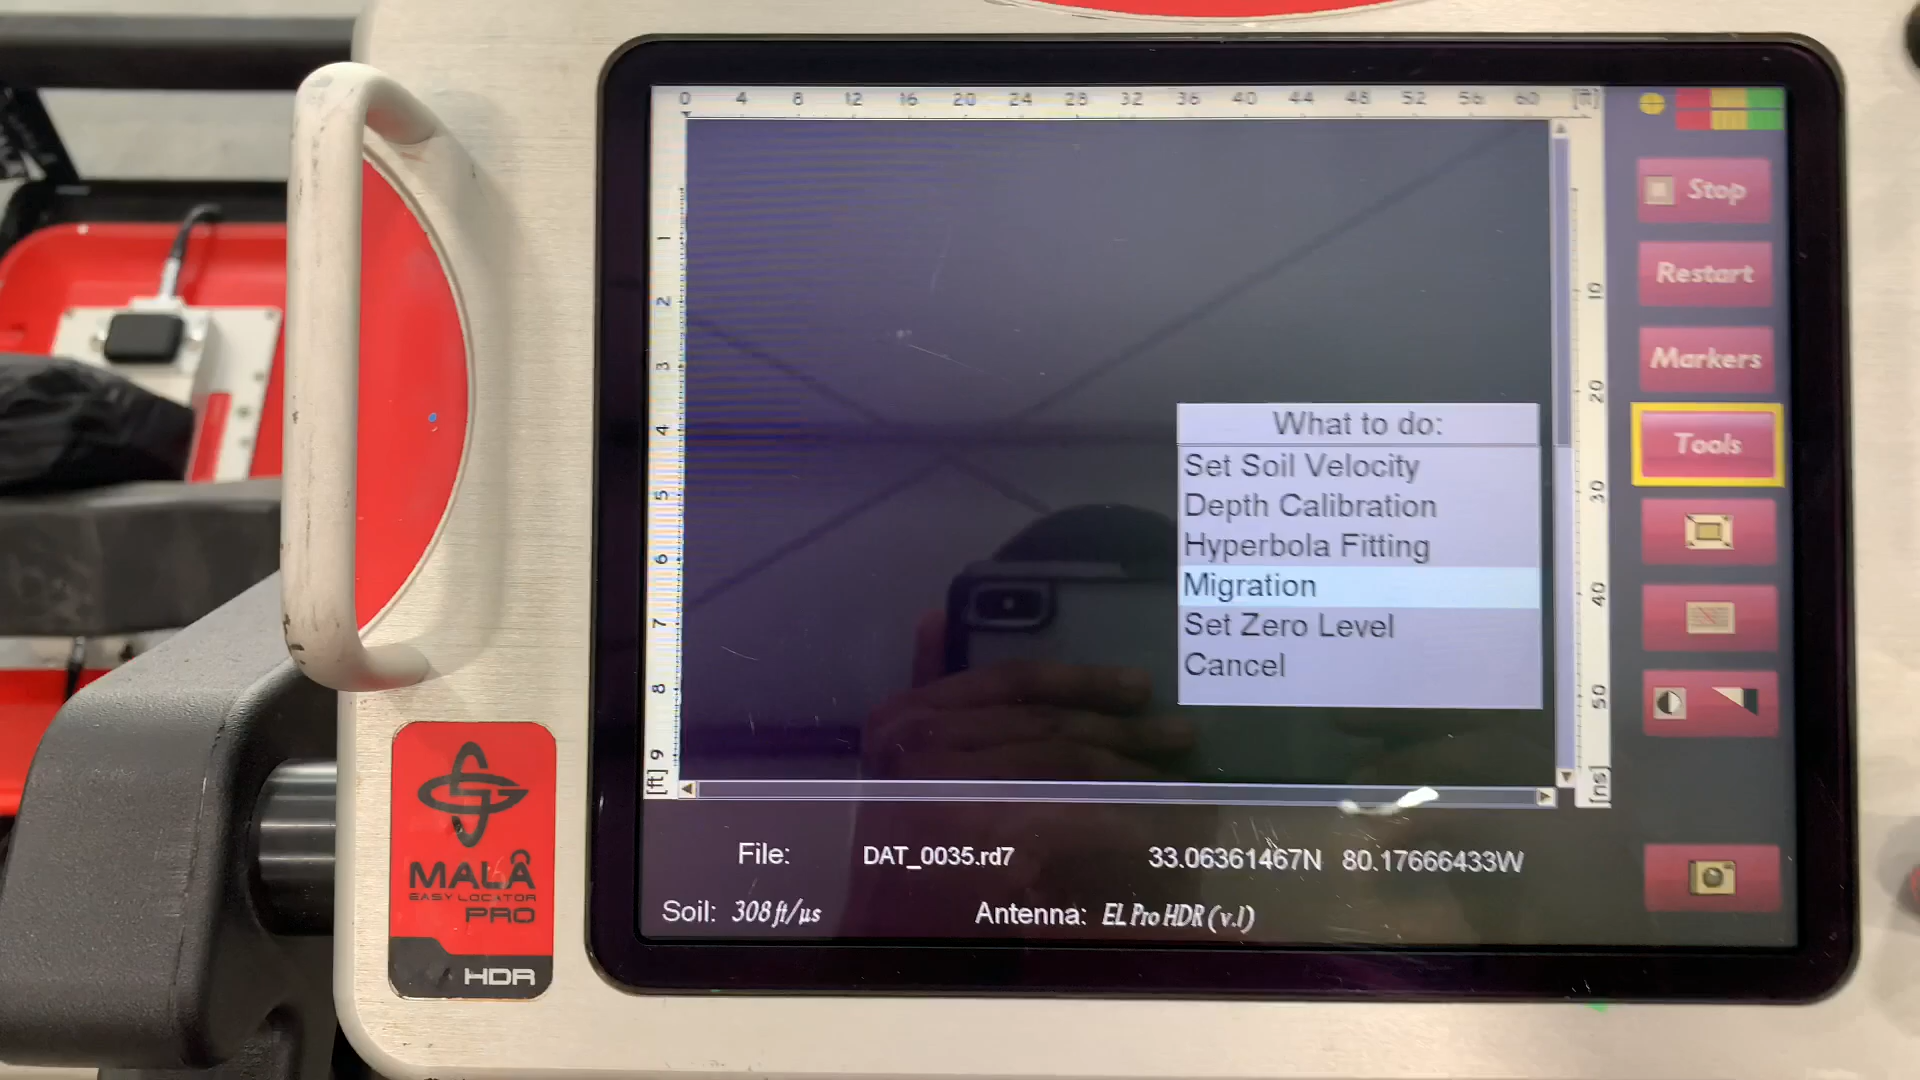 0 4 8 12 16 20 24 28 32 36 40 44 48 52 56 60 [ft]
1
2
3
4
5
6
7
8
9
[ft]
10
20
30
40
50
[ns]
Stop
Restart
Markers
Tools
What to do:
Set Soil Velocity
Depth Calibration
Hyperbola Fitting
Migration
Set Zero Level
Cancel
File: DAT_0035.rd7 33.06361467N 80.17666433W
Soil: 308 ft/µs Antenna: EL Pro HDR (v.1)
MALÅ
EASY LOCATOR
PRO
HDR